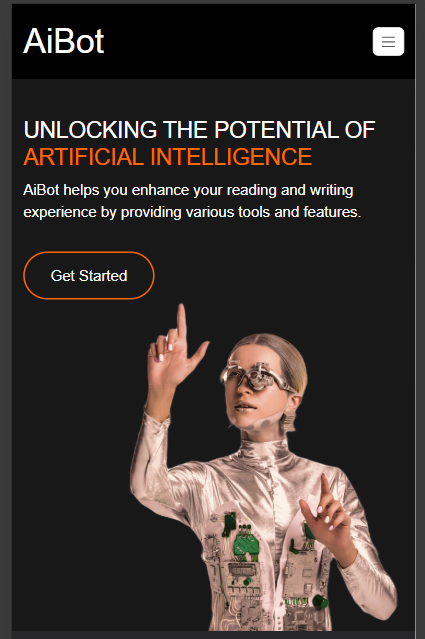 AiBot
UNLOCKING THE POTENTIAL OF
ARTIFICIAL INTELLIGENCE
AiBot helps you enhance your reading and writing
experience by providing various tools and features.
Get Started